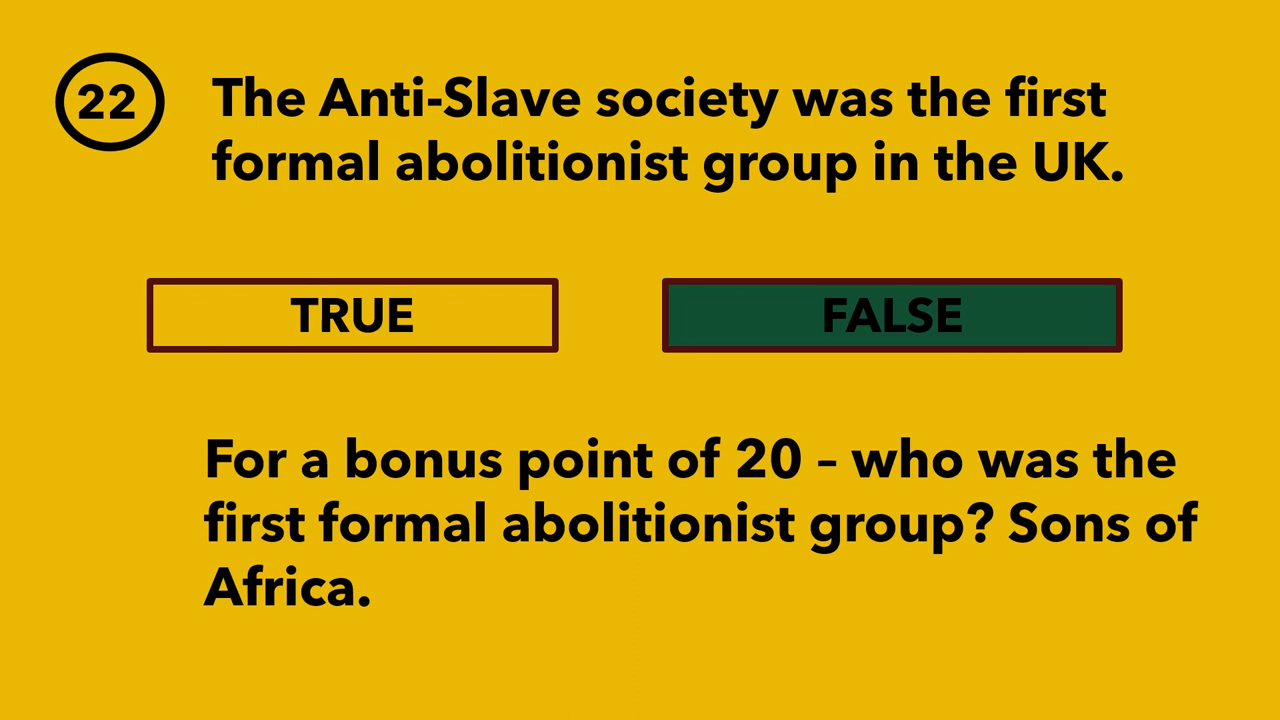 22
The Anti-Slave society was the first
formal abolitionist group in the UK.
TRUE
FALSE
For a bonus point of 20 – who was the
first formal abolitionist group? Sons of
Africa.